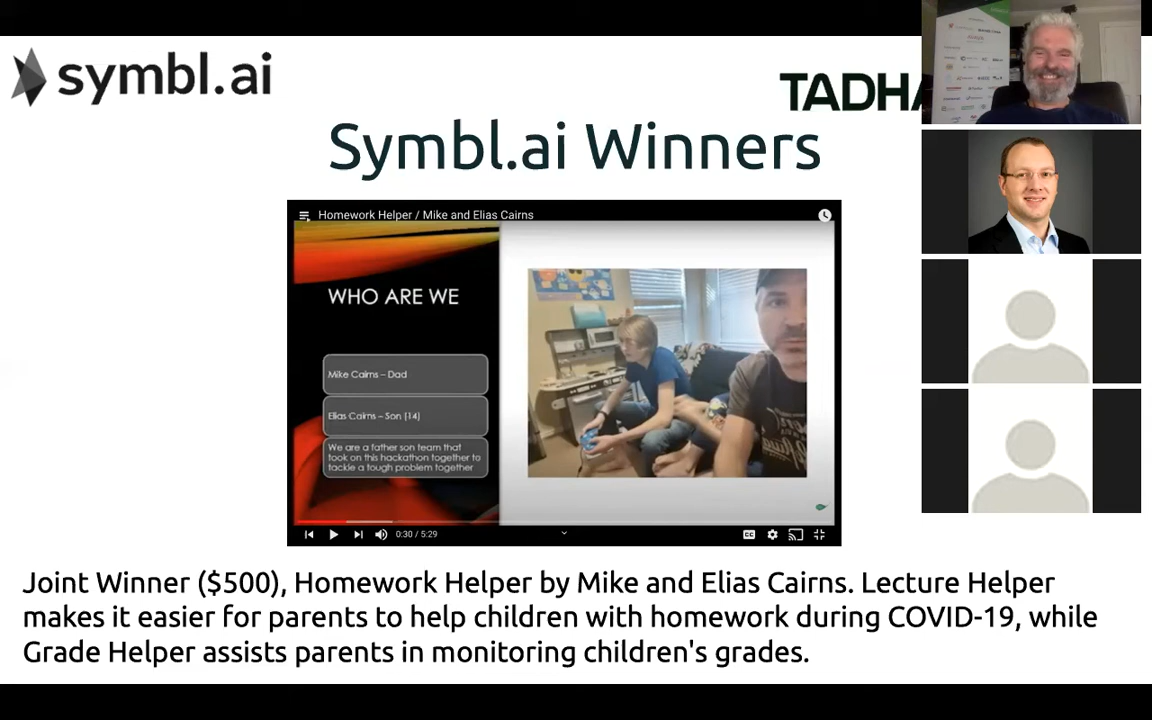 symbl.ai
TADHA
Symbl.ai Winners
Homework Helper / Mike and Elias Cairns
WHO ARE WE
Mike Cairns – Dad
Elias Cairns – Son (14)
We are a father son team that
took on this hackathon together to
tackle a tough problem together
0:30 / 5:29
CC
Joint Winner ($500), Homework Helper by Mike and Elias Cairns. Lecture Helper
makes it easier for parents to help children with homework during COVID-19, while
Grade Helper assists parents in monitoring children's grades.